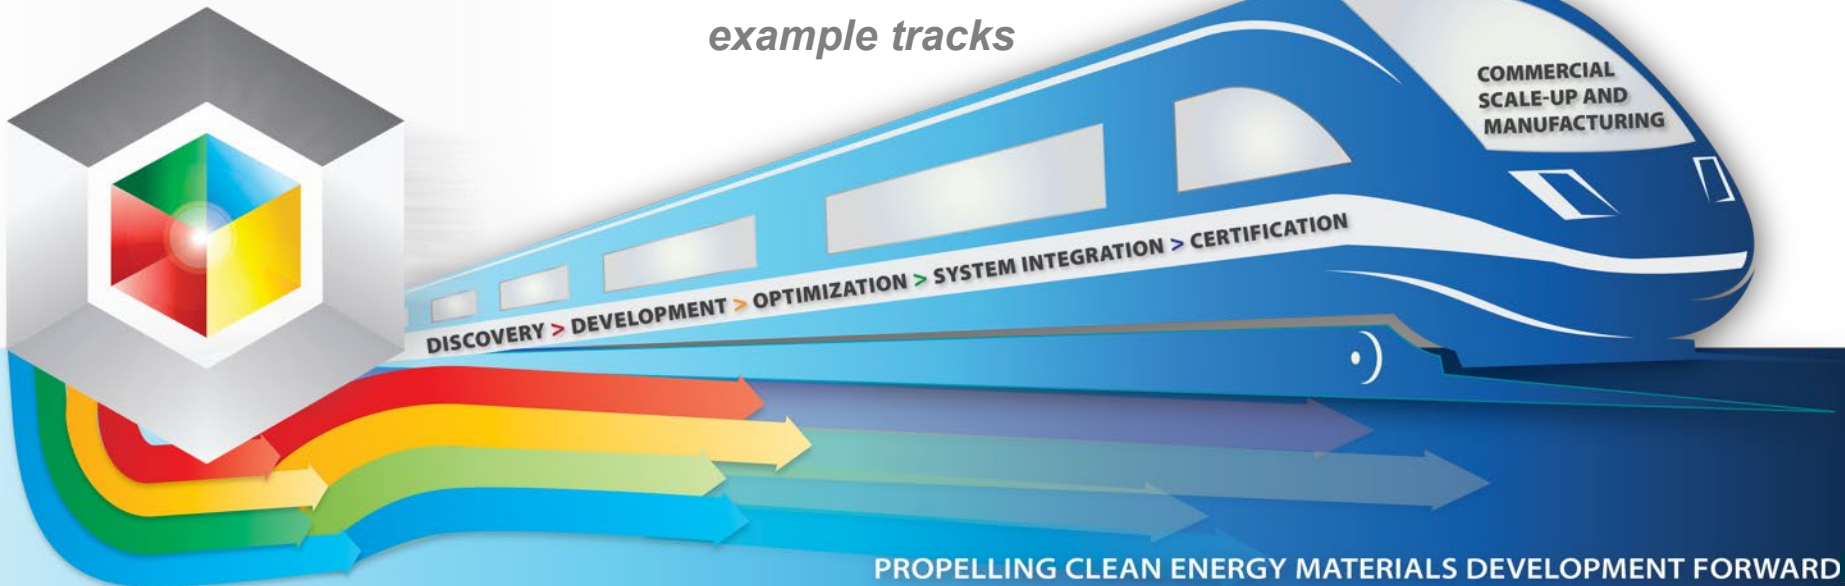 example tracks
COMMERCIAL
SCALE-UP AND
MANUFACTURING
DISCOVERY > DEVELOPMENT > OPTIMIZATION > SYSTEM INTEGRATION > CERTIFICATION
PROPELLING CLEAN ENERGY MATERIALS DEVELOPMENT FORWARD